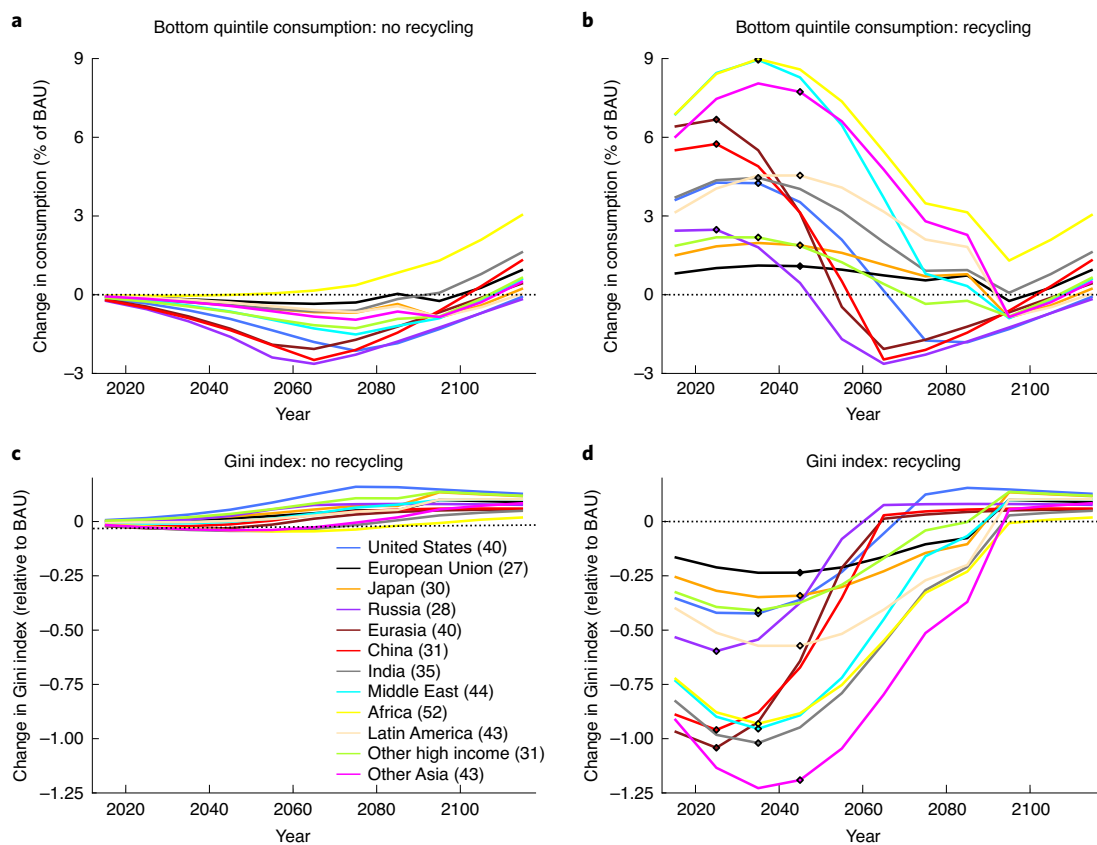 a
Bottom quintile consumption: no recycling
9
6
3
0
−3
Change in consumption (% of BAU)
2020 2040 2060 2080 2100
Year
b
Bottom quintile consumption: recycling
9
6
3
0
−3
Change in consumption (% of BAU)
2020 2040 2060 2080 2100
Year
c
Gini index: no recycling
0
−0.25
−0.50
−0.75
−1.00
−1.25
Change in Gini index (relative to BAU)
United States (40)
European Union (27)
Japan (30)
Russia (28)
Eurasia (40)
China (31)
India (35)
Middle East (44)
Africa (52)
Latin America (43)
Other high income (31)
Other Asia (43)
2020 2040 2060 2080 2100
Year
d
Gini index: recycling
0
−0.25
−0.50
−0.75
−1.00
−1.25
Change in Gini index (relative to BAU)
2020 2040 2060 2080 2100
Year